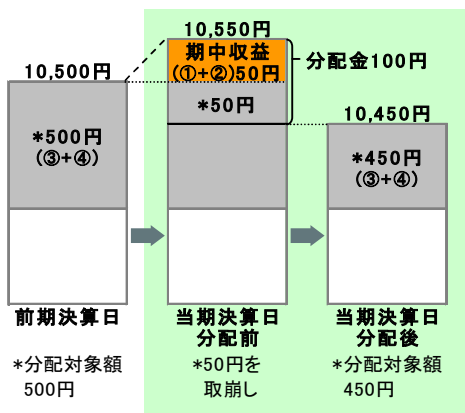 10,550円
期中収益
(①+②)50円
分配金100円
*50円
10,500円
*500円
(③+④)
10,450円
*450円
(③+④)
前期決算日
当期決算日
分配前
当期決算日
分配後
*分配対象額
500円
*50円を
取崩し
*分配対象額
450円